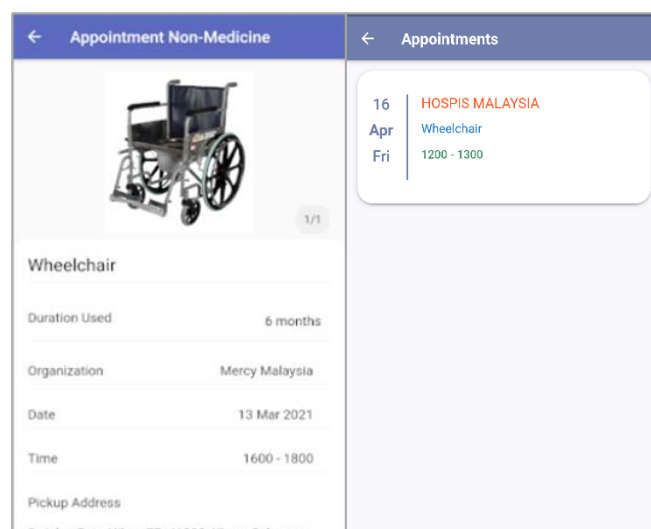 Appointment Non-Medicine
1/1
Wheelchair
Duration Used 6 months
Organization Mercy Malaysia
Date 13 Mar 2021
Time 1600 - 1800
Pickup Address
Appointments
16 Apr Fri
HOSPIS MALAYSIA
Wheelchair
1200 - 1300